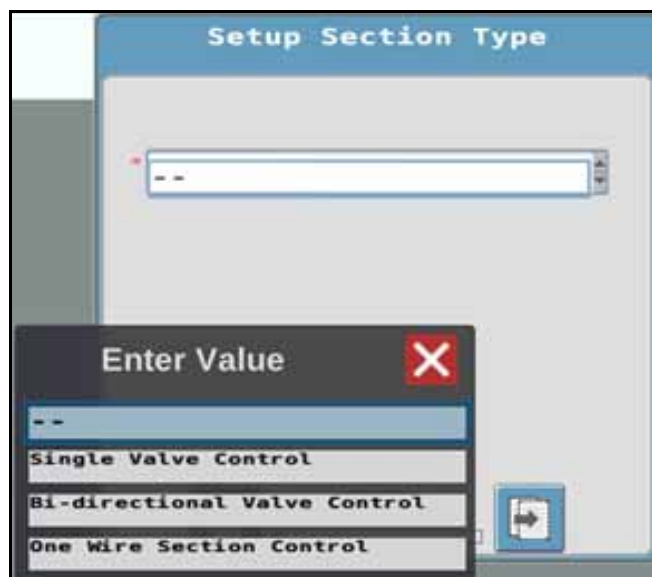 Setup Section Type
*
--
Enter Value
--
Single Valve Control
Bi-directional Valve Control
One Wire Section Control